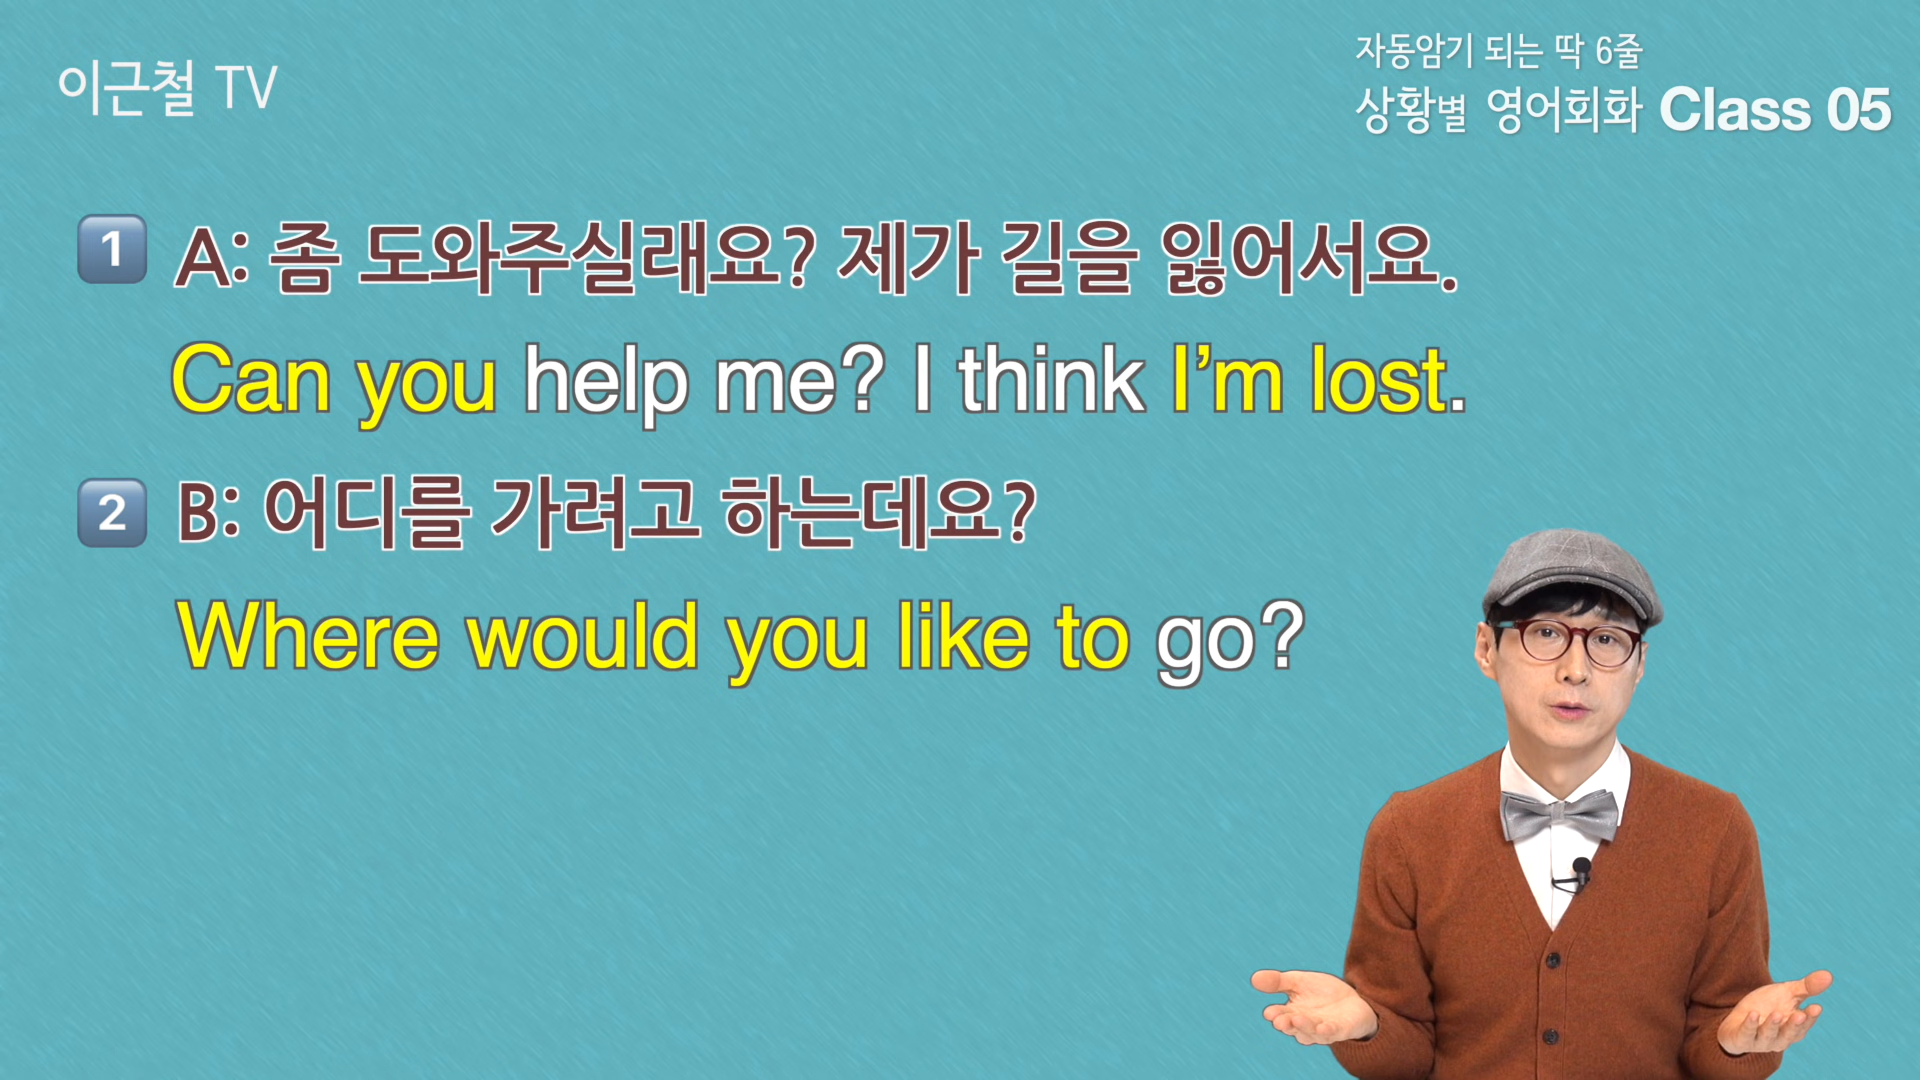 이근철 TV
자동암기 되는 딱 6줄
상황별 영어회화 Class 05
1 A: 좀 도와주실래요? 제가 길을 잃어서요.
Can you help me? I think I’m lost.
2 B: 어디를 가려고 하는데요?
Where would you like to go?